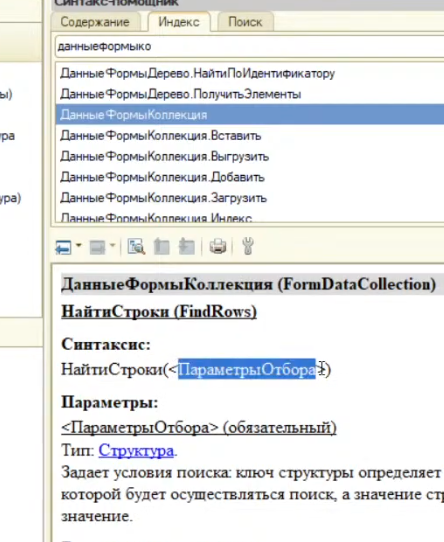 Синтакс-помощник
Содержание Индекс Поиск
данныеформыко
ДанныеФормыДерево.НайтиПоИдентификатору
ы)
ДанныеФормыДерево.ПолучитьЭлементы
ДанныеФормыКоллекция
ра
ДанныеФормыКоллекция.Вставить
ДанныеФормыКоллекция.Выгрузить
ДанныеФормыКоллекция.Добавить
ура)
ДанныеФормыКоллекция.Загрузить
ДанныеФормыКоллекция.Индекс
ДанныеФормыКоллекция (FormDataCollection)
НайтиСтроки (FindRows)
Синтаксис:
НайтиСтроки(<ПараметрыОтбора>)
Параметры:
<ПараметрыОтбора> (обязательный)
Тип: Структура.
Задает условия поиска: ключ структуры определяет
которой будет осуществляться поиск, а значение стр
значение.